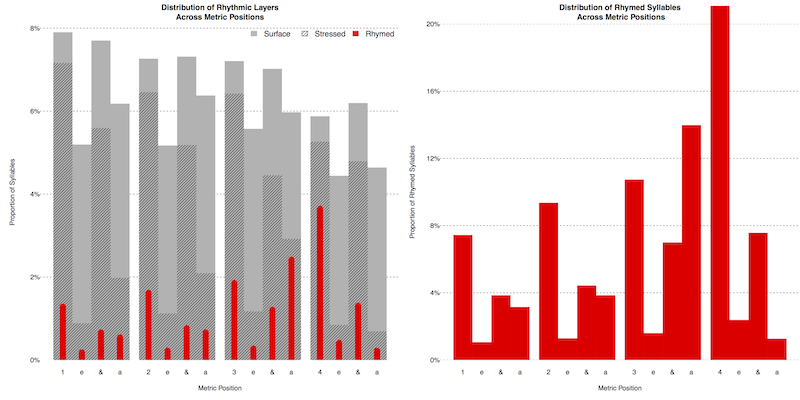 Distribution of Rhythmic Layers
Across Metric Positions
Surface Stressed Rhymed
8%
6%
4%
2%
0%
Proportion of Syllables
1 e & a 2 e & a 3 e & a 4 e & a
Metric Position
Distribution of Rhymed Syllables
Across Metric Positions
20%
16%
12%
8%
4%
0%
Proportion of Rhymed Syllables
1 e & a 2 e & a 3 e & a 4 e & a
Metric Position